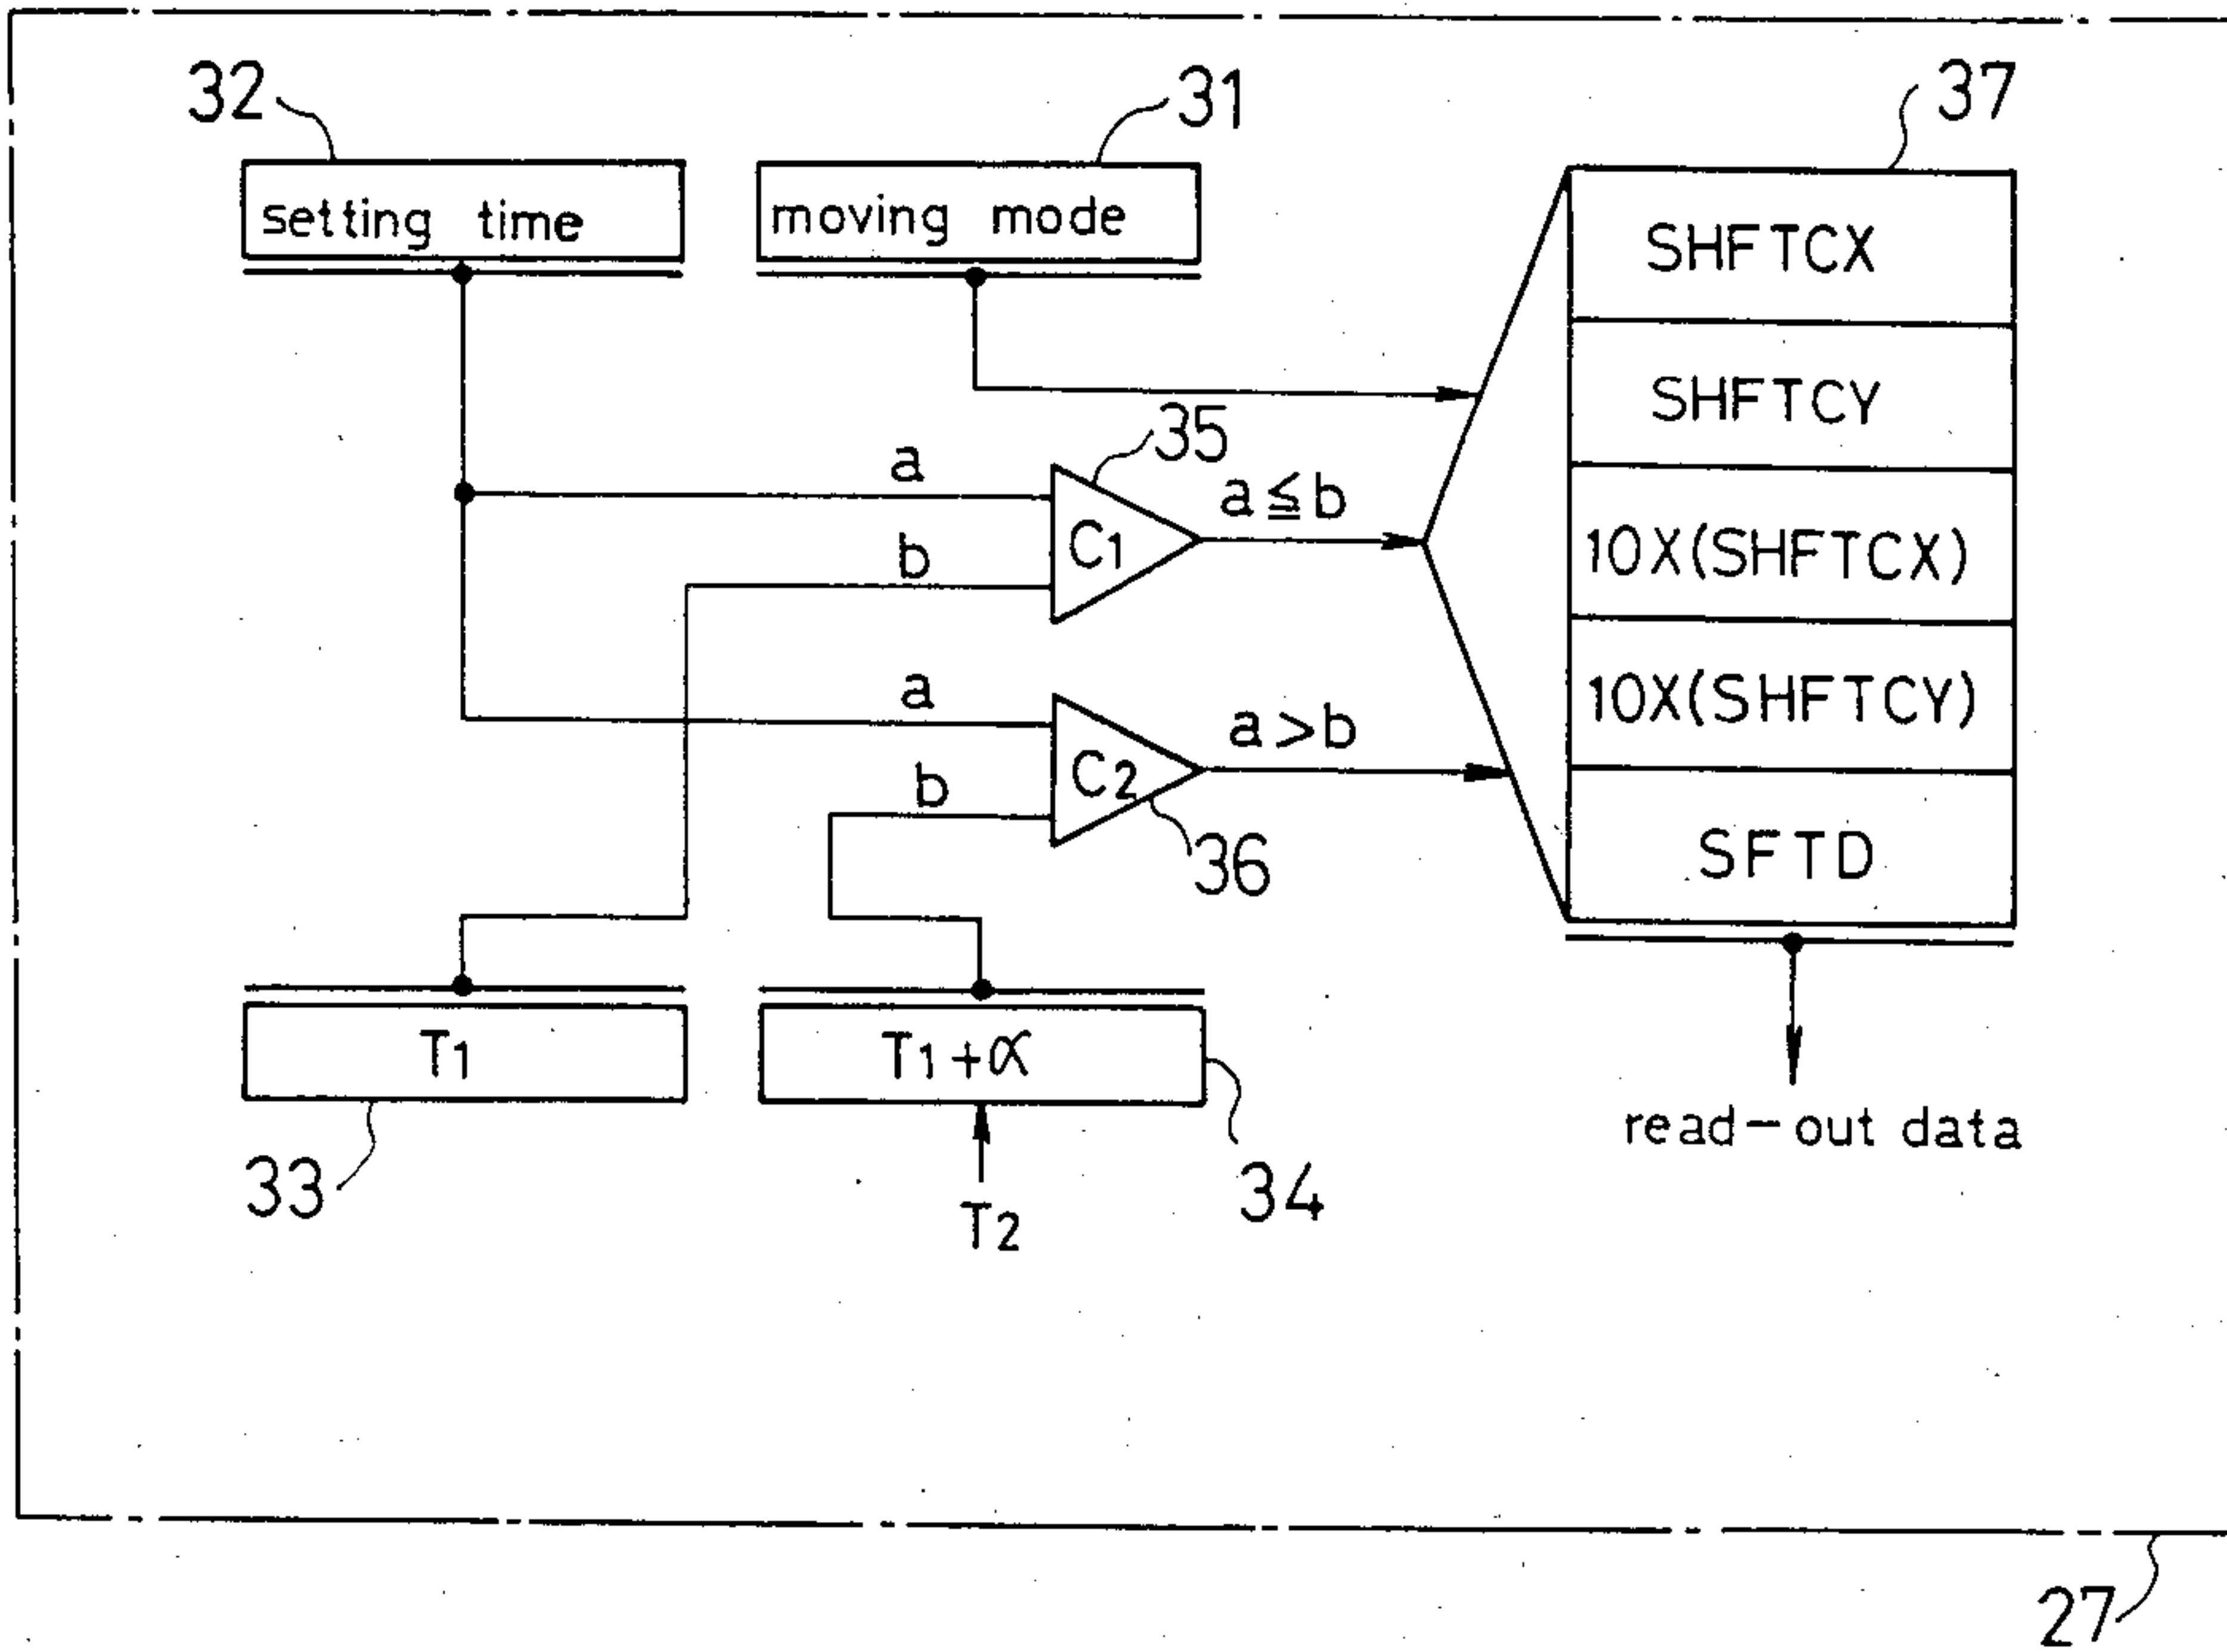 32
31
37
setting time
moving mode
SHFTCX
SHFTCY
35
a
a≦b
C1
b
10X(SHFTCX)
a
a>b
10X(SHFTCY)
C2
b
36
SFTD
T1
T1+α
read-out data
33
34
T2
27